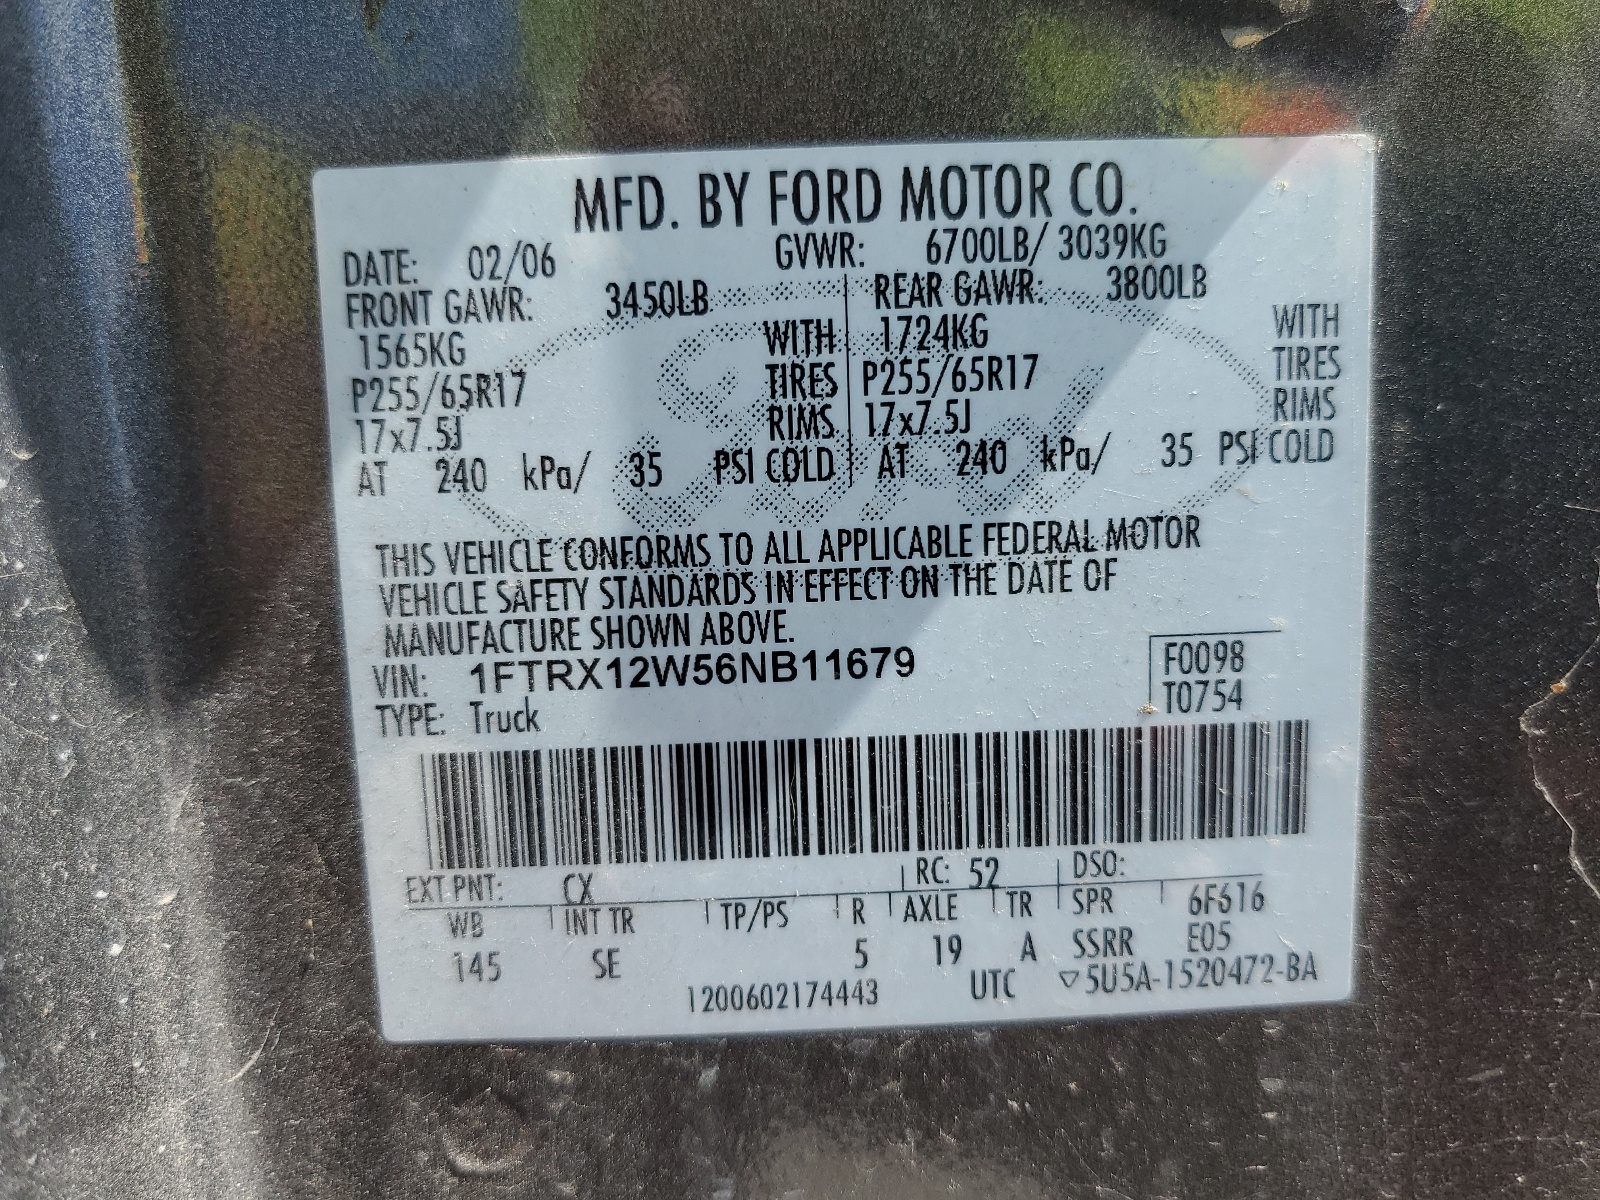 MFD. BY FORD MOTOR CO.
DATE: 02/06 GVWR: 6700LB/ 3039KG
FRONT GAWR: 3450LB REAR GAWR: 3800LB
1565KG WITH 1724KG WITH
P255/65R17 TIRES P255/65R17 TIRES
17x7.5J RIMS 17x7.5J RIMS
AT 240 kPa/ 35 PSI COLD AT 240 kPa/ 35 PSI COLD
THIS VEHICLE CONFORMS TO ALL APPLICABLE FEDERAL MOTOR
VEHICLE SAFETY STANDARDS IN EFFECT ON THE DATE OF
MANUFACTURE SHOWN ABOVE.
VIN: 1FTRX12W56NB11679 F0098
TYPE: Truck T0754
EXT PNT: CX RC: 52 DSO:
WB INT TR TP/PS R AXLE TR SPR 6F616
145 SE 5 19 A SSRR E05
1200602174443 UTC ▽5U5A-1520472-BA